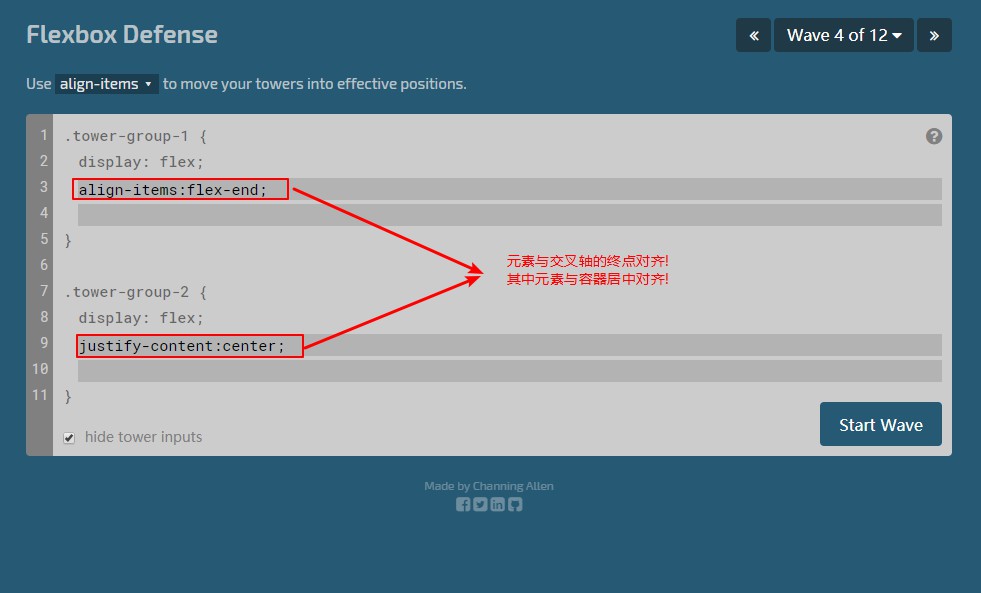 Flexbox Defense
« Wave 4 of 12 »
Use align-items to move your towers into effective positions.
1 .tower-group-1 {
2 display: flex;
3 align-items:flex-end;
4
5 }
6
7 .tower-group-2 {
8 display: flex;
9 justify-content:center;
10
11 }
?
元素与交叉轴的终点对齐!
其中元素与容器居中对齐!
hide tower inputs
Start Wave
Made by Channing Allen